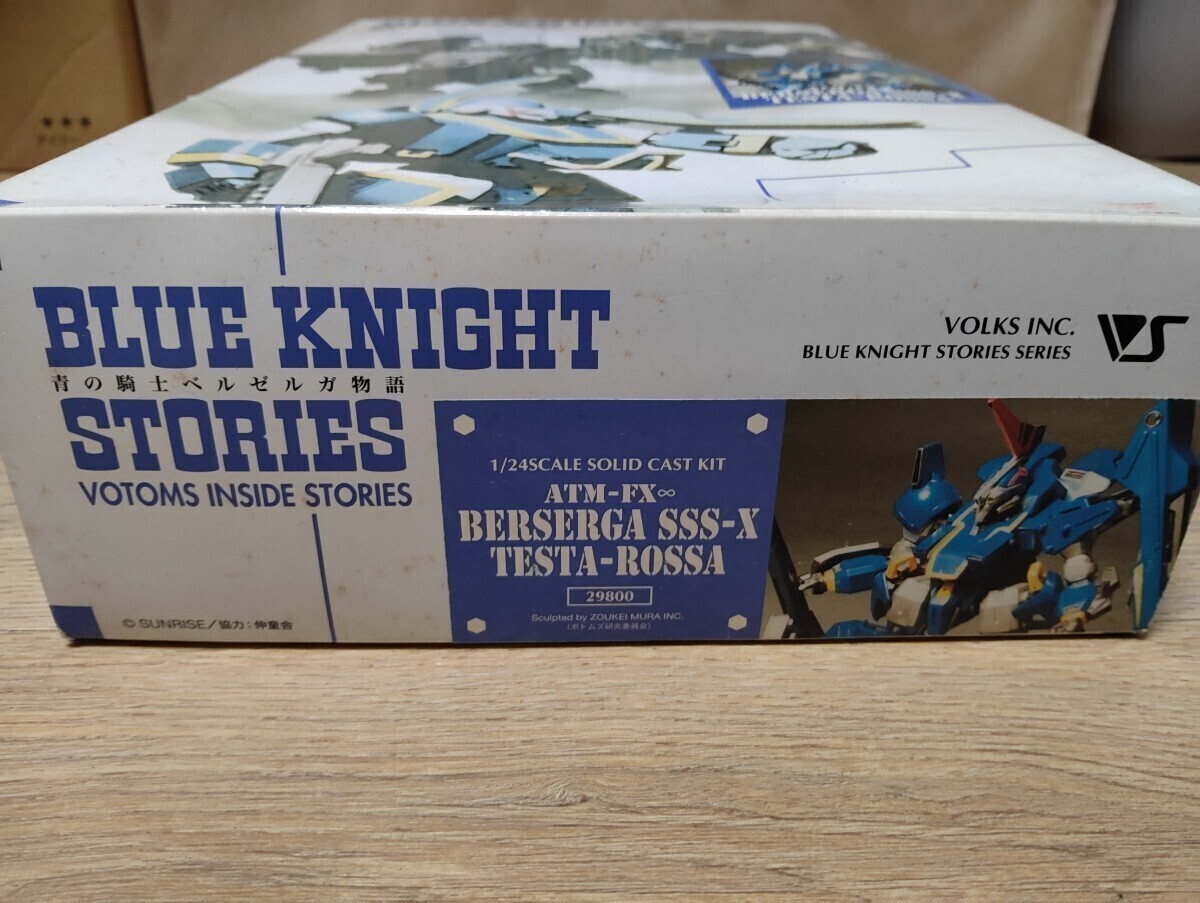 BLUE KNIGHT
青の騎士ベルゼルガ物語
STORIES
VOTOMS INSIDE STORIES
© SUNRISE/協力:伸童舎
VOLKS INC.
BLUE KNIGHT STORIES SERIES
VS
1/24SCALE SOLID CAST KIT
ATM-FX∞
BERSERGA SSS-X
TESTA-ROSSA
29800
Sculpted by ZOUKEI MURA INC.
(ボトムズ研究委員会)